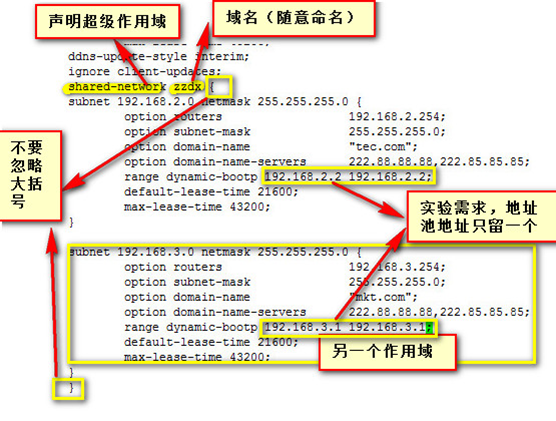 声明超级作用域
域名（随意命名）
ddns-update-style interim;
ignore client-updates;
shared-network zzdx {
subnet 192.168.2.0 netmask 255.255.255.0 {
option routers 192.168.2.254;
option subnet-mask 255.255.255.0;
option domain-name "tec.com";
option domain-name-servers 222.88.88.88,222.85.85.85;
range dynamic-bootp 192.168.2.2 192.168.2.2;
default-lease-time 21600;
max-lease-time 43200;
}
不要
忽略
大括
号
实验需求，地址
池地址只留一个
subnet 192.168.3.0 netmask 255.255.255.0 {
option routers 192.168.3.254;
option subnet-mask 255.255.255.0;
option domain-name "mkt.com";
option domain-name-servers 222.88.88.88,222.85.85.85;
range dynamic-bootp 192.168.3.1 192.168.3.1;
default-lease-time 21600;
max-lease-time 43200;
另一个作用域
}
}